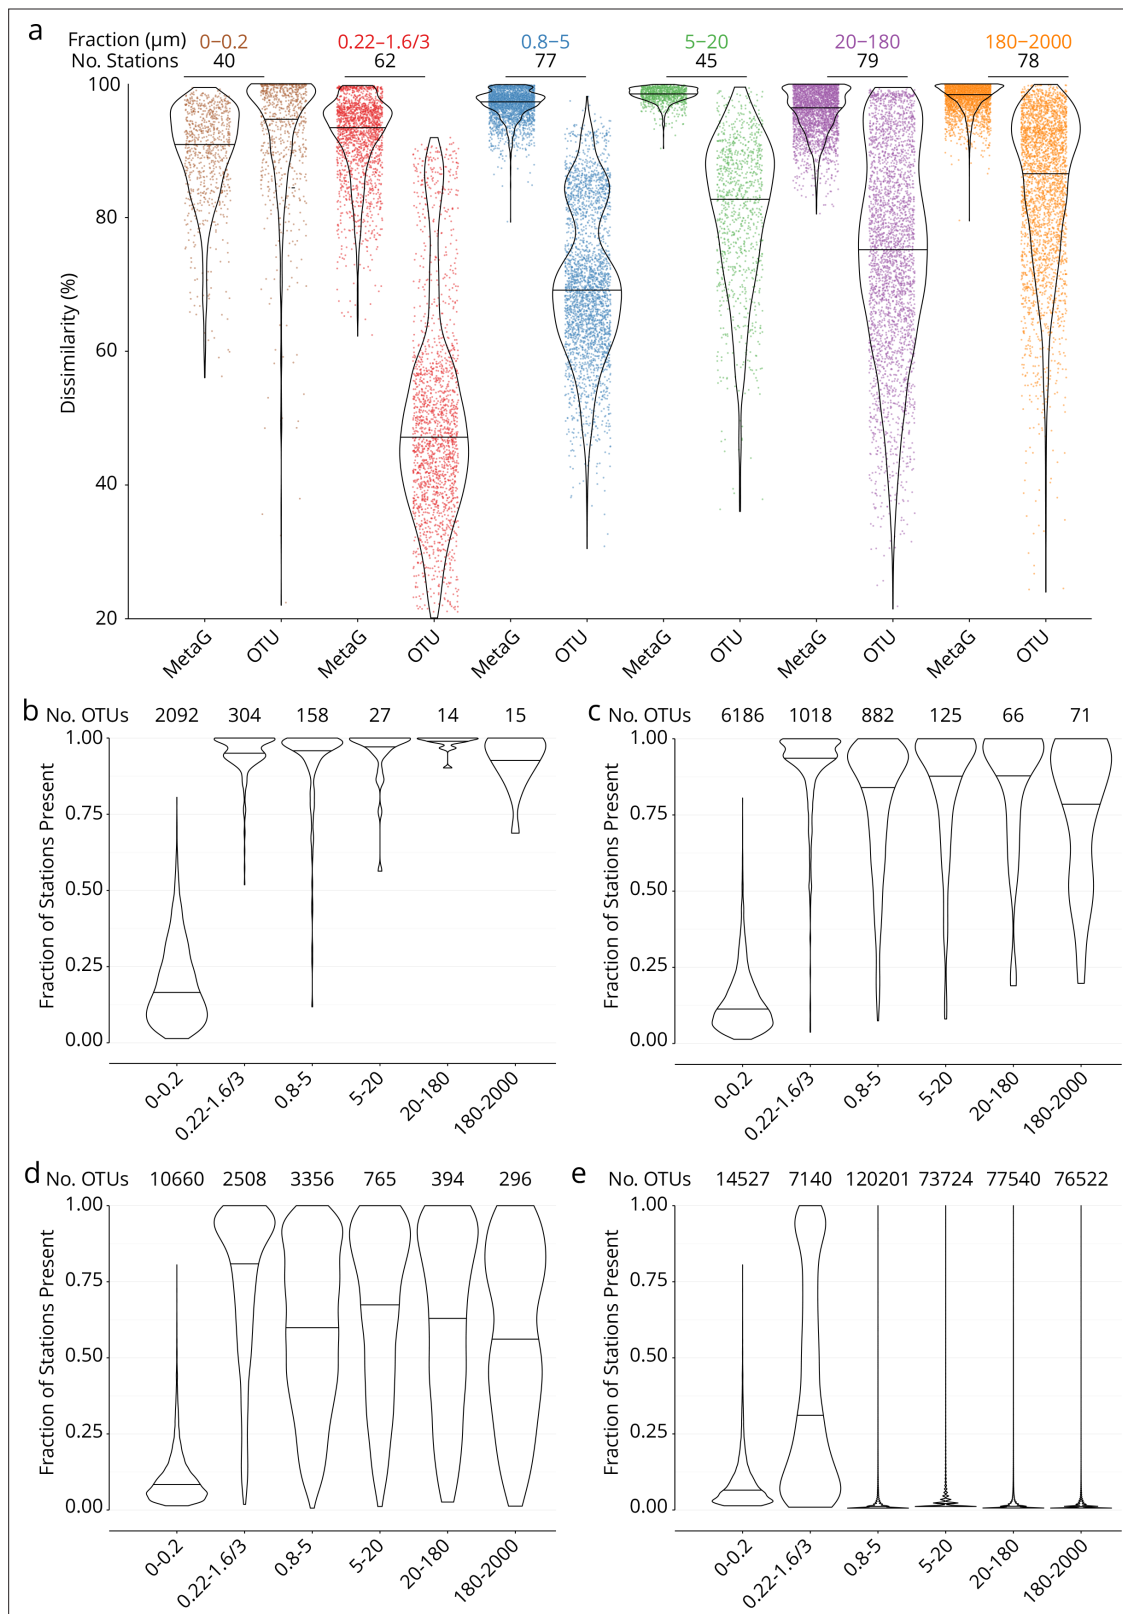 a
Fraction (μm) 0−0.2 0.22−1.6/3 0.8−5 5−20 20−180 180−2000
No. Stations 40 62 77 45 79 78
100
80
60
40
20
Dissimilarity (%)
MetaG OTU MetaG OTU MetaG OTU MetaG OTU MetaG OTU MetaG OTU
b No. OTUs 2092 304 158 27 14 15
1.00
0.75
0.50
0.25
0.00
Fraction of Stations Present
0-0.2 0.22-1.6/3 0.8-5 5-20 20-180 180-2000
c No. OTUs 6186 1018 882 125 66 71
1.00
0.75
0.50
0.25
0.00
Fraction of Stations Present
0-0.2 0.22-1.6/3 0.8-5 5-20 20-180 180-2000
d No. OTUs 10660 2508 3356 765 394 296
1.00
0.75
0.50
0.25
0.00
Fraction of Stations Present
0-0.2 0.22-1.6/3 0.8-5 5-20 20-180 180-2000
e No. OTUs 14527 7140 120201 73724 77540 76522
1.00
0.75
0.50
0.25
0.00
Fraction of Stations Present
0-0.2 0.22-1.6/3 0.8-5 5-20 20-180 180-2000